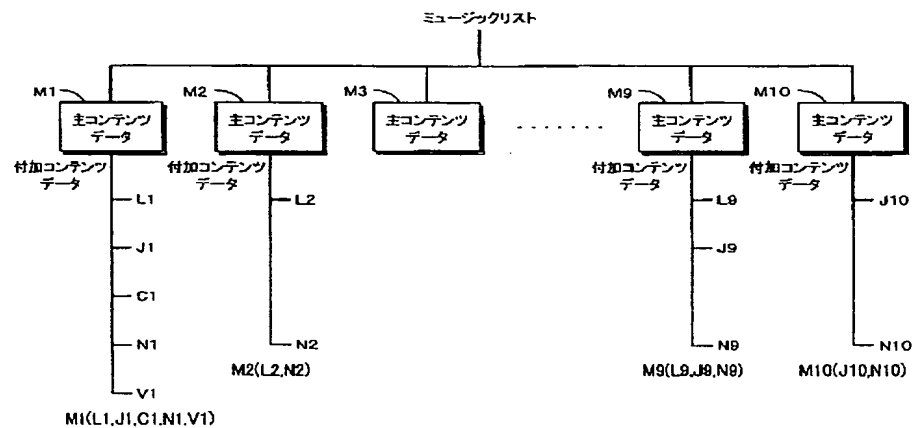 ミュージックリスト
M1
M2
M3
M9
M10
主コンテンツ
データ
主コンテンツ
データ
主コンテンツ
データ
・・・・・・・
主コンテンツ
データ
主コンテンツ
データ
付加コンテンツ
データ
付加コンテンツ
データ
付加コンテンツ
データ
付加コンテンツ
データ
L1
L2
L9
J10
J1
J9
C1
N1
N2
N9
N10
M2(L2,N2)
M9(L9,J9,N9)
M10(J10,N10)
V1
M1(L1,J1,C1,N1,V1)